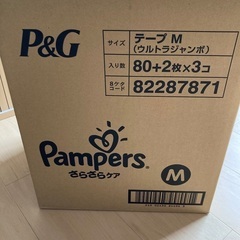 P&G
サイズ
テープ M
(ウルトラジャンボ)
入り数
80+2枚×3コ
8ケタ
コード
82287871
Pampers
さらさらケア
M